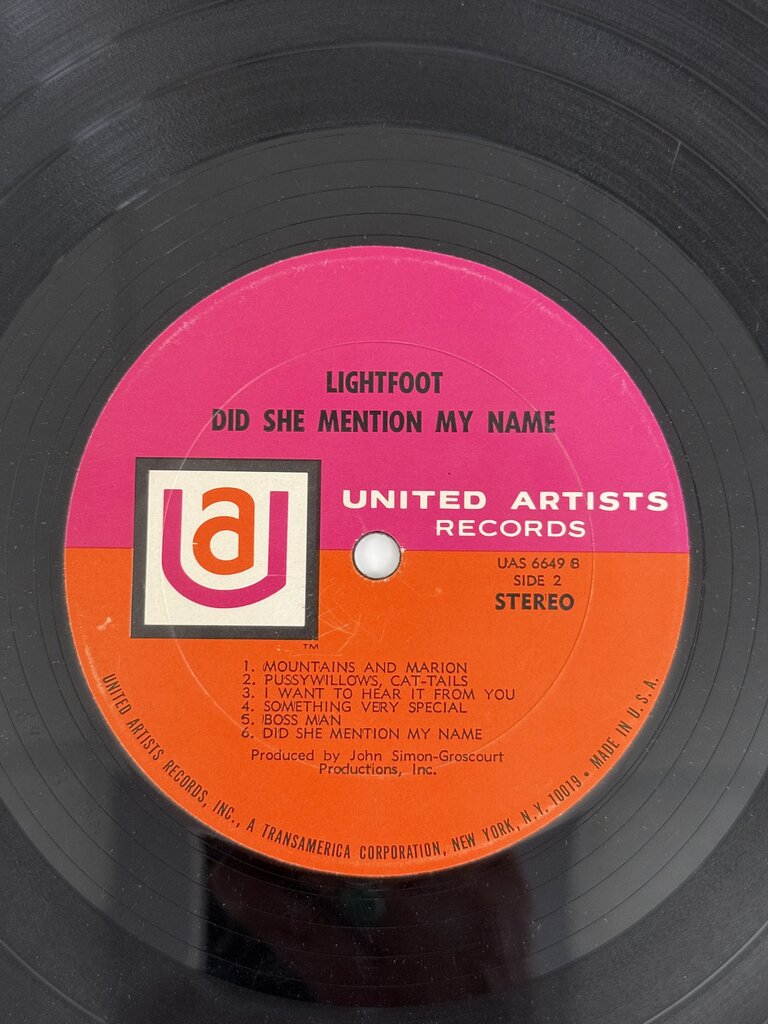 LIGHTFOOT
DID SHE MENTION MY NAME
ua
UNITED ARTISTS
RECORDS
UAS 6649 B
SIDE 2
STEREO
TM
1. MOUNTAINS AND MARION
2. PUSSYWILLOWS, CAT-TAILS
3. I WANT TO HEAR IT FROM YOU
4. SOMETHING VERY SPECIAL
5. BOSS MAN
6. DID SHE MENTION MY NAME
Produced by John Simon-Groscourt
Productions, Inc.
UNITED ARTISTS RECORDS, INC., A TRANSAMERICA CORPORATION, NEW YORK, N.Y. 10019 • MADE IN U.S.A.